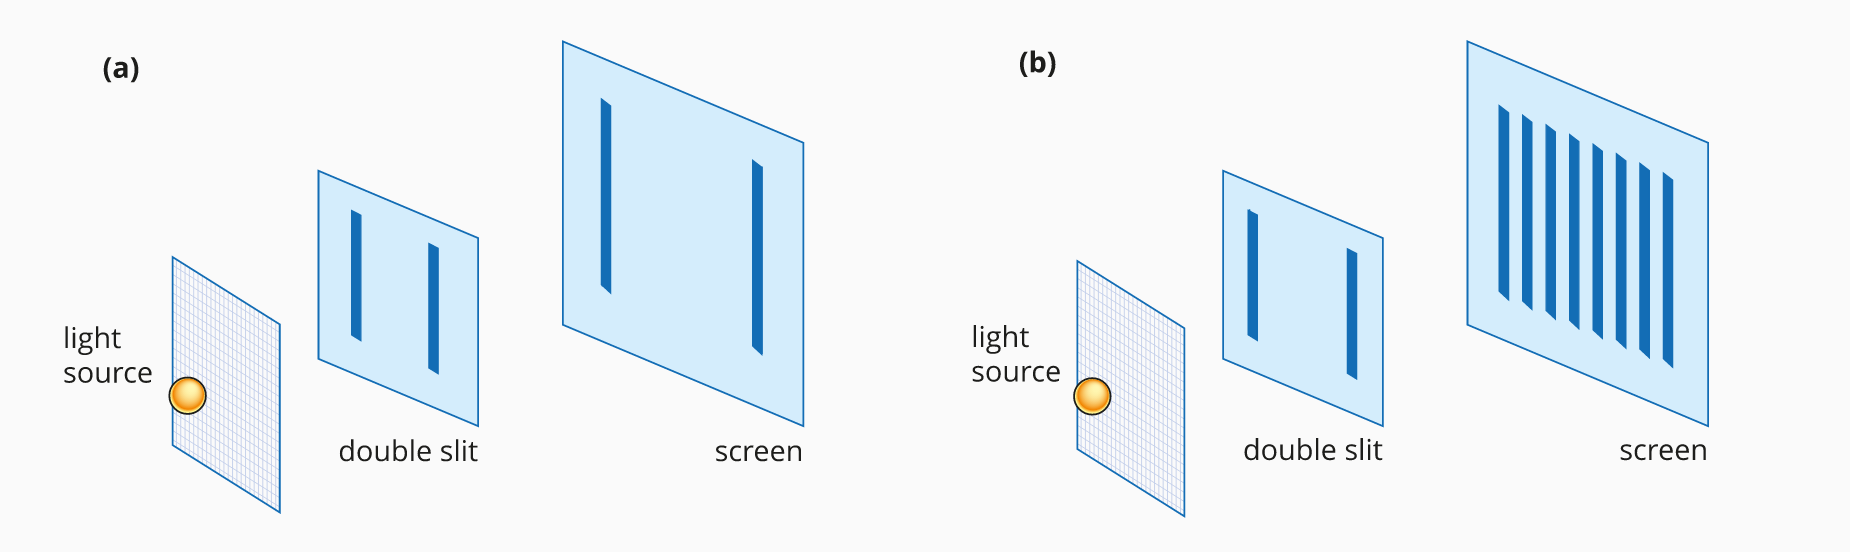 (a)
light
source
double slit
screen
(b)
light
source
double slit
screen